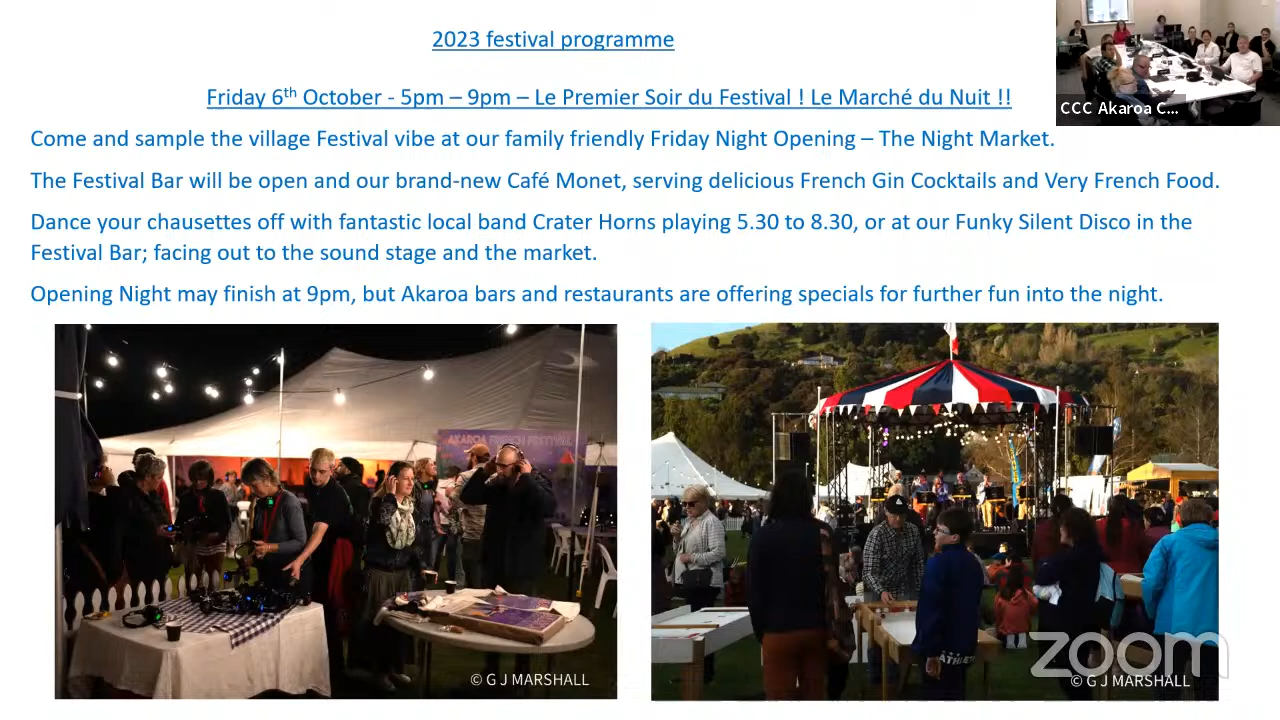 2023 festival programme
CCC Akaroa C...
Friday 6th October - 5pm – 9pm – Le Premier Soir du Festival ! Le Marché du Nuit !!
Come and sample the village Festival vibe at our family friendly Friday Night Opening – The Night Market.
The Festival Bar will be open and our brand-new Café Monet, serving delicious French Gin Cocktails and Very French Food.
Dance your chausettes off with fantastic local band Crater Horns playing 5.30 to 8.30, or at our Funky Silent Disco in the
Festival Bar; facing out to the sound stage and the market.
Opening Night may finish at 9pm, but Akaroa bars and restaurants are offering specials for further fun into the night.
AKAROA FRENCH FESTIVAL
© G J MARSHALL
zoom
© G J MARSHALL